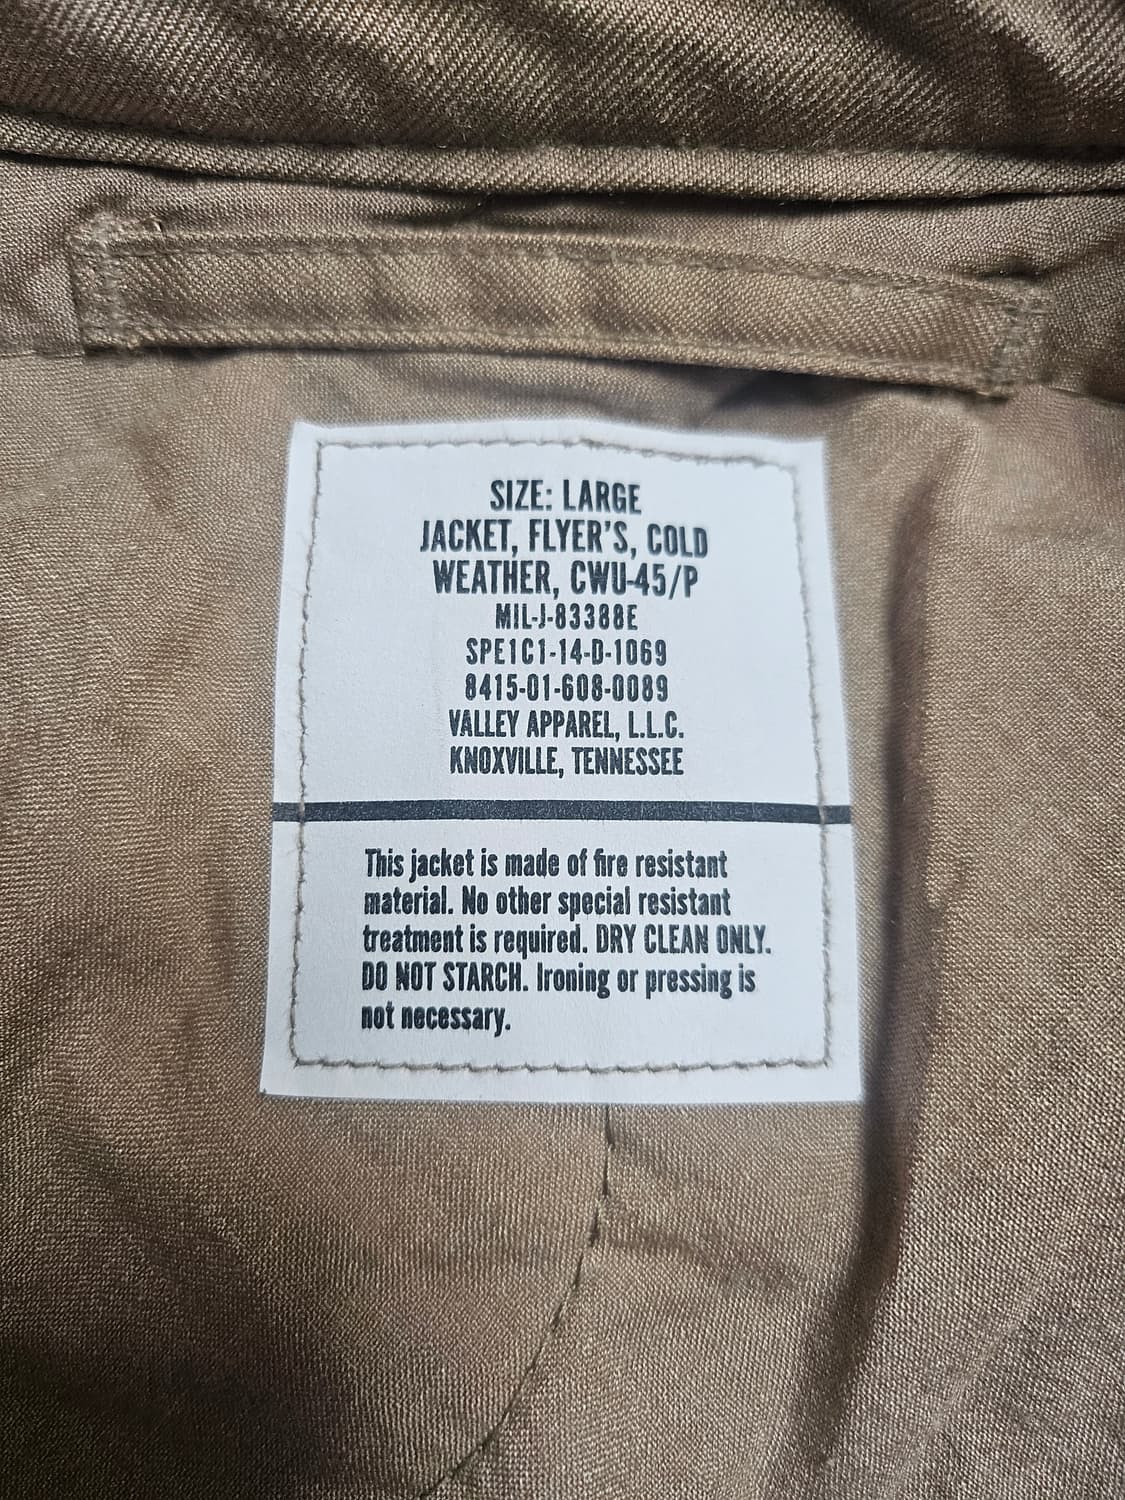 SIZE: LARGE
JACKET, FLYER'S, COLD
WEATHER, CWU-45/P
MIL-J-83388E
SPE1C1-14-D-1069
8415-01-608-0089
VALLEY APPAREL, L.L.C.
KNOXVILLE, TENNESSEE
This jacket is made of fire resistant
material. No other special resistant
treatment is required. DRY CLEAN ONLY.
DO NOT STARCH. Ironing or pressing is
not necessary.